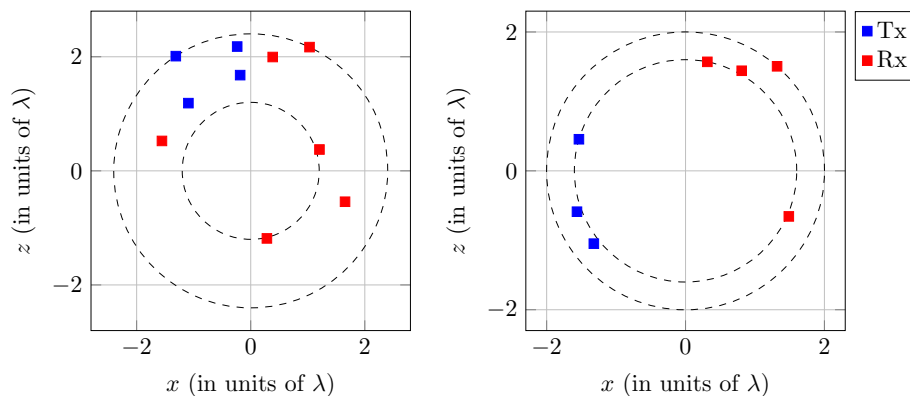 2
0
−2
z (in units of λ)
−2
0
2
x (in units of λ)
2
0
−2
z (in units of λ)
−2
0
2
x (in units of λ)
Tx
Rx